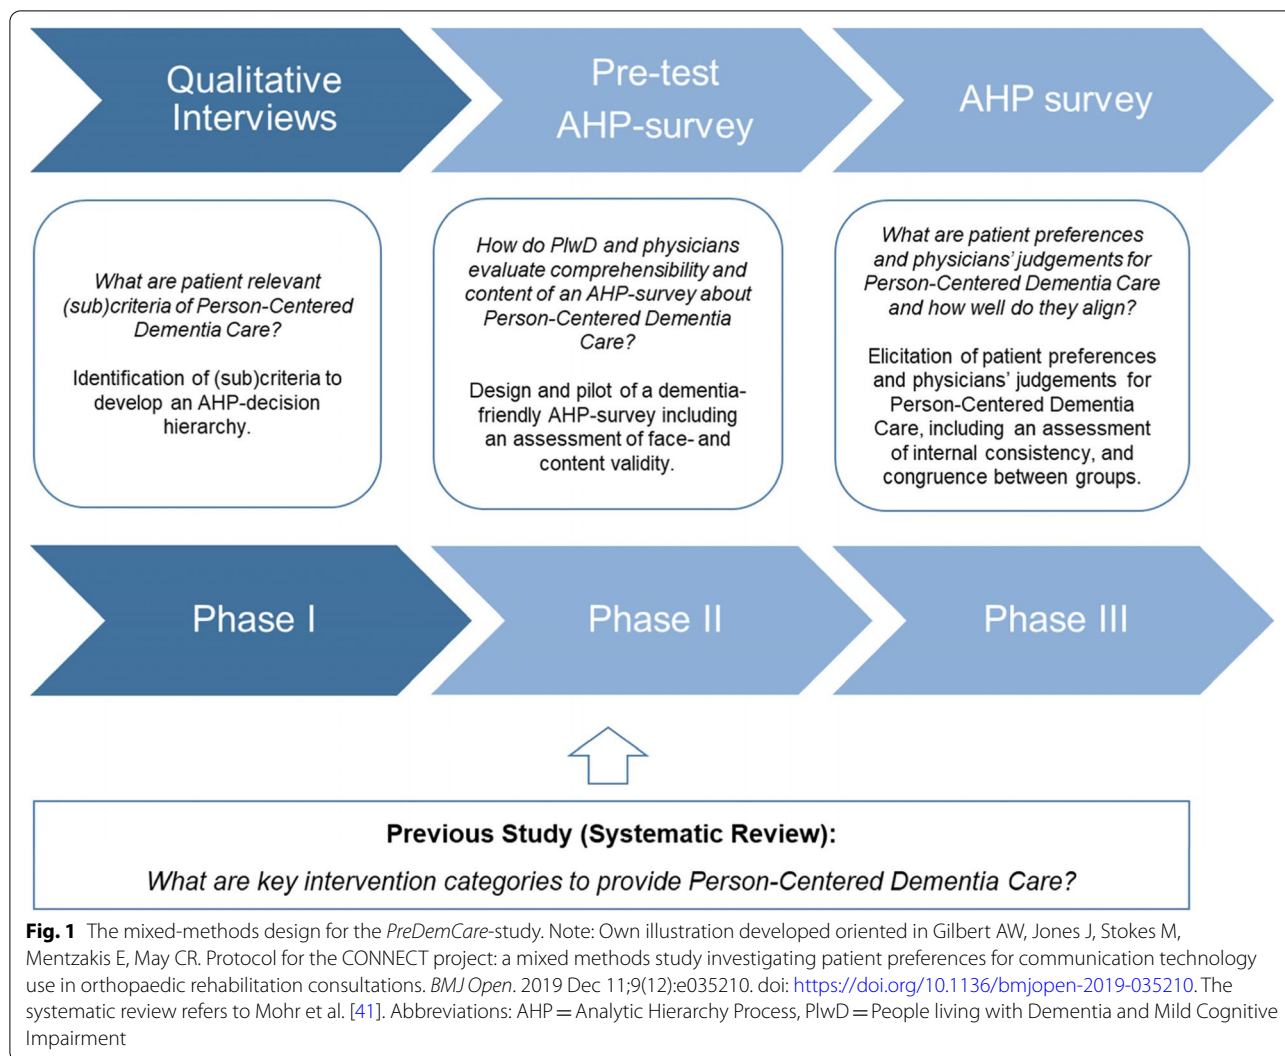 Qualitative
Interviews
Pre-test
AHP-survey
AHP survey
What are patient relevant
(sub)criteria of Person-Centered
Dementia Care?
Identification of (sub)criteria to
develop an AHP-decision
hierarchy.
How do PlwD and physicians
evaluate comprehensibility and
content of an AHP-survey about
Person-Centered Dementia
Care?
Design and pilot of a dementia-
friendly AHP-survey including
an assessment of face- and
content validity.
What are patient preferences
and physicians' judgements for
Person-Centered Dementia Care
and how well do they align?
Elicitation of patient preferences
and physicians' judgements for
Person-Centered Dementia
Care, including an assessment
of internal consistency, and
congruence between groups.
Phase I
Phase II
Phase III
Previous Study (Systematic Review):
What are key intervention categories to provide Person-Centered Dementia Care?
Fig. 1 The mixed-methods design for the PreDemCare-study. Note: Own illustration developed oriented in Gilbert AW, Jones J, Stokes M,
Mentzakis E, May CR. Protocol for the CONNECT project: a mixed methods study investigating patient preferences for communication technology
use in orthopaedic rehabilitation consultations. BMJ Open. 2019 Dec 11;9(12):e035210. doi: https://doi.org/10.1136/bmjopen-2019-035210. The
systematic review refers to Mohr et al. [41]. Abbreviations: AHP = Analytic Hierarchy Process, PlwD = People living with Dementia and Mild Cognitive
Impairment